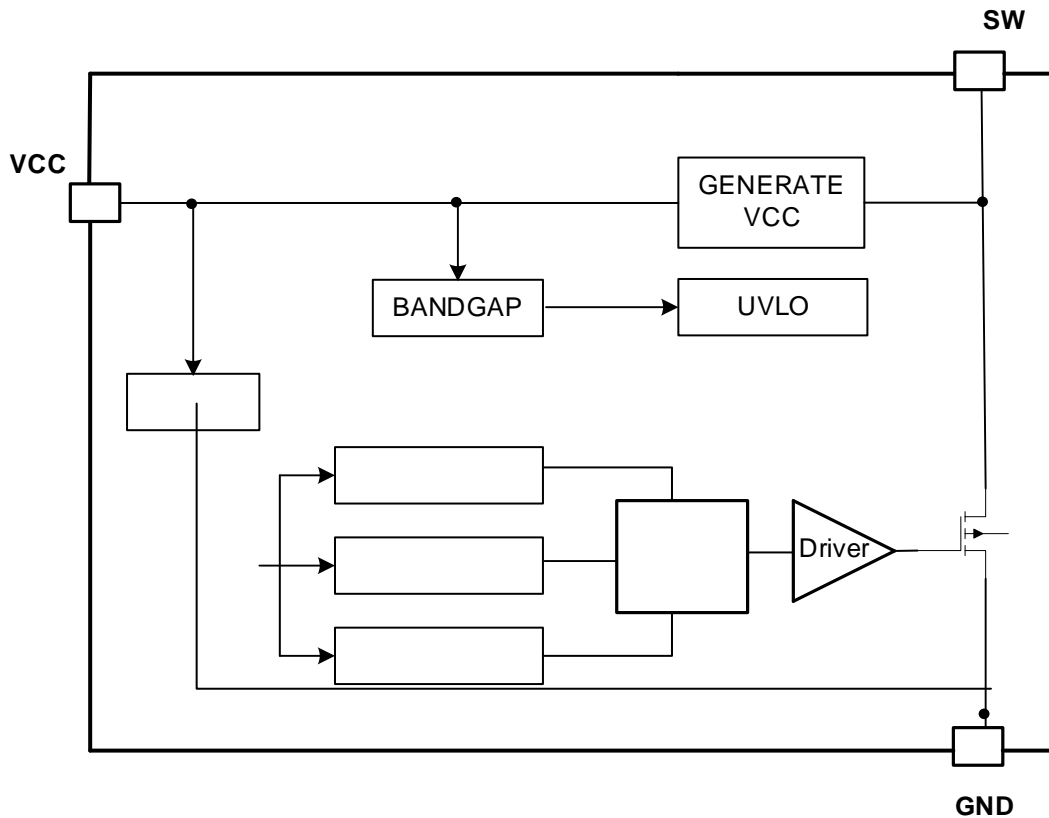 SW
VCC
GENERATE
VCC
BANDGAP
UVLO
Driver
GND